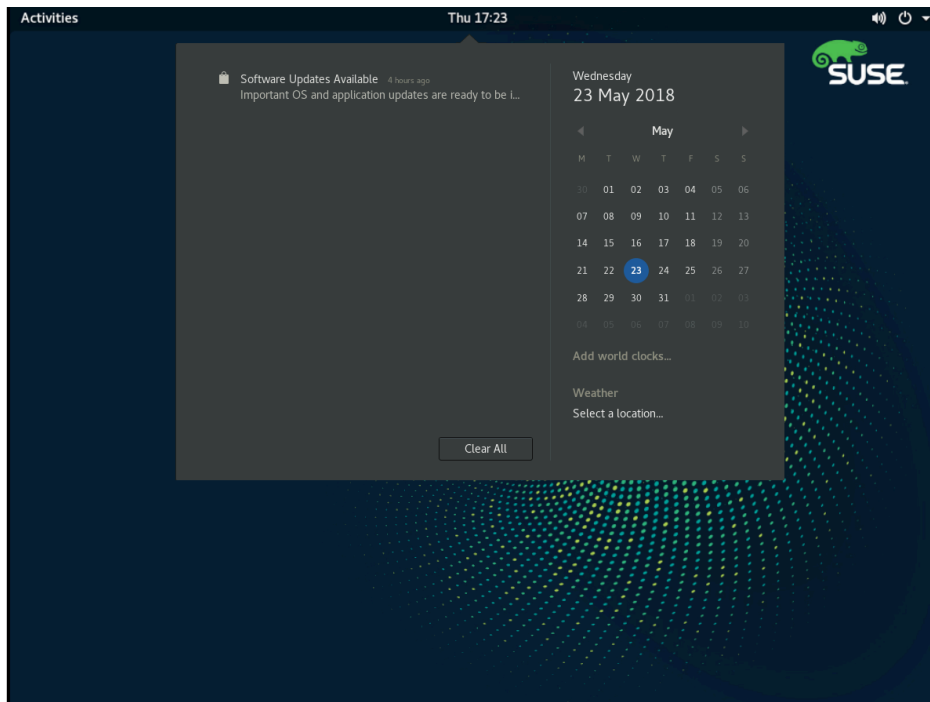 Activities
Thu 17:23
SUSE.
Software Updates Available 4 hours ago
Important OS and application updates are ready to be i...
Clear All
Wednesday
23 May 2018
May
M T W T F S S
30 01 02 03 04 05 06
07 08 09 10 11 12 13
14 15 16 17 18 19 20
21 22 23 24 25 26 27
28 29 30 31 01 02 03
04 05 06 07 08 09 10
Add world clocks...
Weather
Select a location...